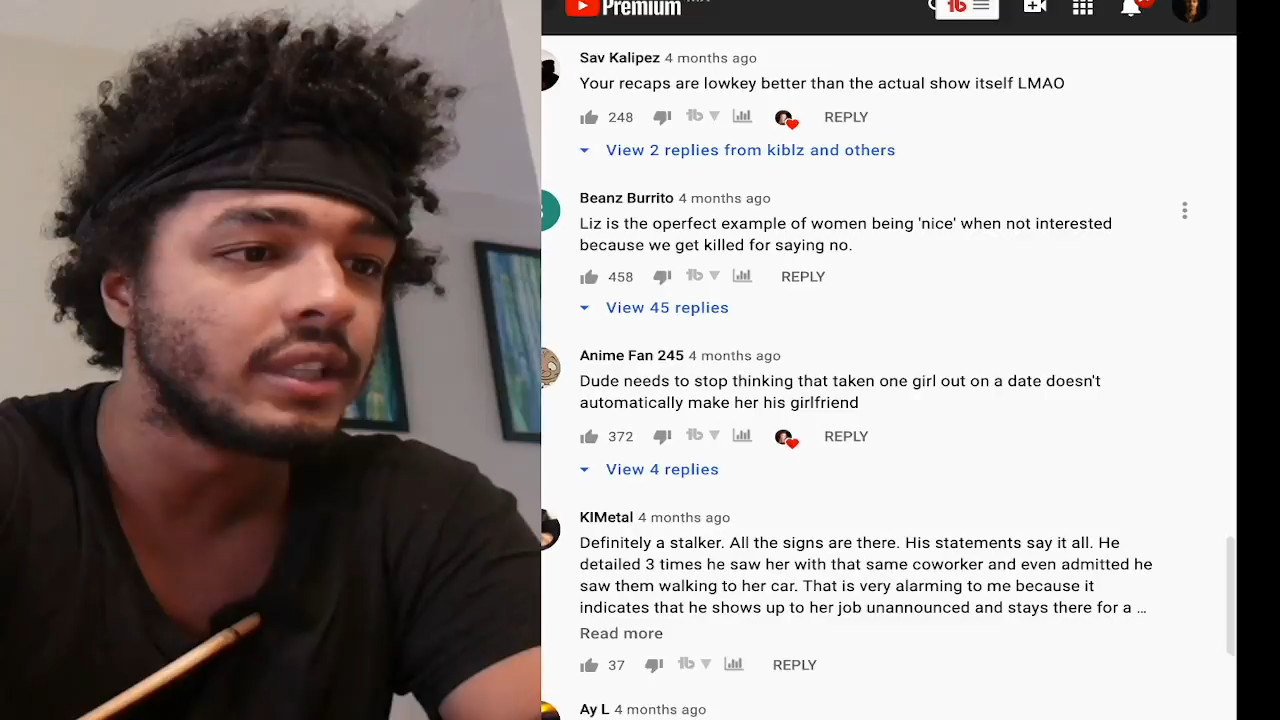 Premium
Sav Kalipez 4 months ago
Your recaps are lowkey better than the actual show itself LMAO
248
REPLY
View 2 replies from kiblz and others
Beanz Burrito 4 months ago
Liz is the operfect example of women being 'nice' when not interested
because we get killed for saying no.
458
REPLY
View 45 replies
Anime Fan 245 4 months ago
Dude needs to stop thinking that taken one girl out on a date doesn't
automatically make her his girlfriend
372
REPLY
View 4 replies
KIMetal 4 months ago
Definitely a stalker. All the signs are there. His statements say it all. He
detailed 3 times he saw her with that same coworker and even admitted he
saw them walking to her car. That is very alarming to me because it
indicates that he shows up to her job unannounced and stays there for a ...
Read more
37
REPLY
Ay L 4 months ago